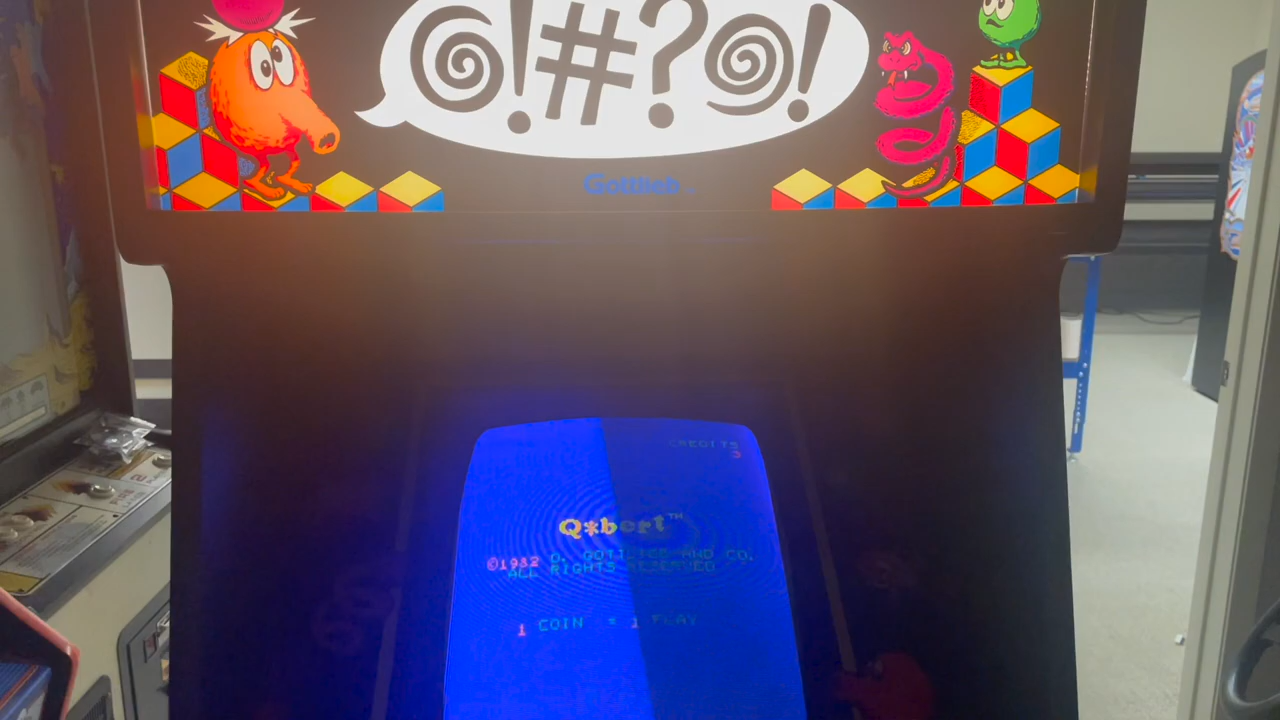 @!#?@!
Gottlieb
CREDITS
3
Q*bert™
©1982 D. GOTTLIEB AND CO.
ALL RIGHTS RESERVED
1 COIN = 1 PLAY